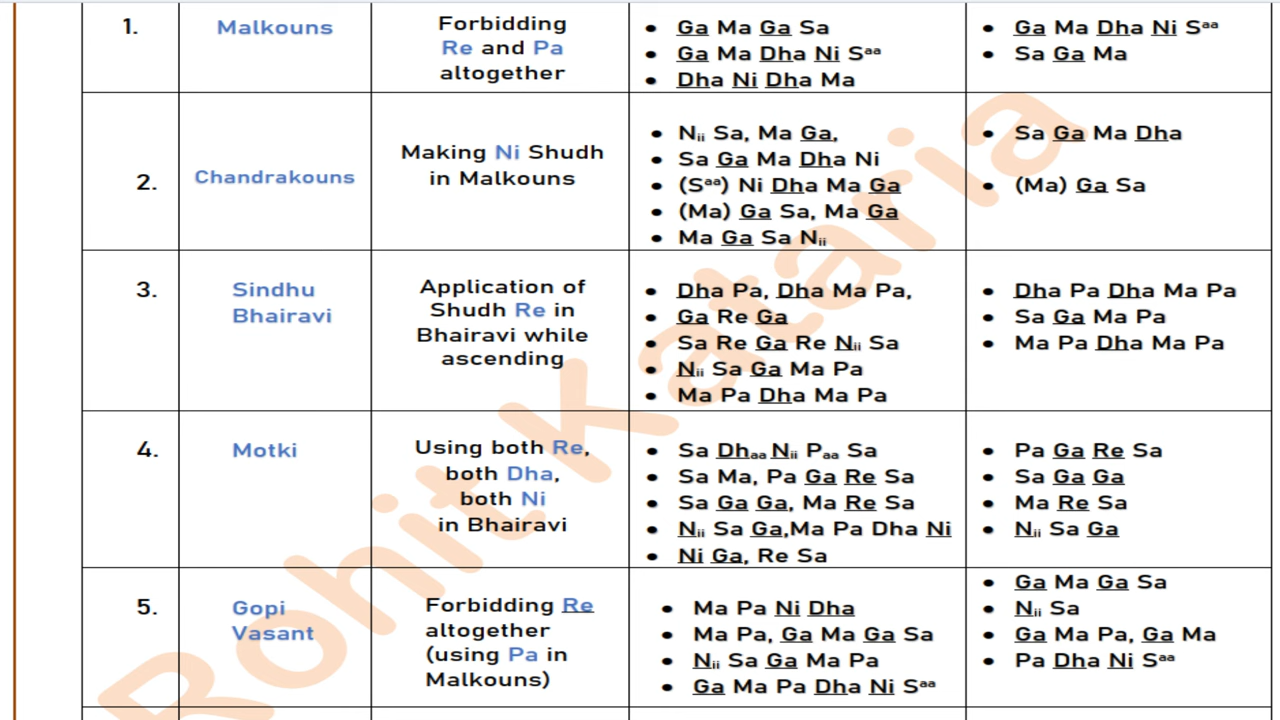 1.
Malkouns
Forbidding
Re and Pa
altogether
• Ga Ma Ga Sa
• Ga Ma Dha Ni Sᵃᵃ
• Dha Ni Dha Ma
• Ga Ma Dha Ni Sᵃᵃ
• Sa Ga Ma
2.
Chandrakouns
Making Ni Shudh
in Malkouns
• Nᵢᵢ Sa, Ma Ga,
• Sa Ga Ma Dha Ni
• (Sᵃᵃ) Ni Dha Ma Ga
• (Ma) Ga Sa, Ma Ga
• Ma Ga Sa Nᵢᵢ
• Sa Ga Ma Dha
• (Ma) Ga Sa
3.
Sindhu
Bhairavi
Application of
Shudh Re in
Bhairavi while
ascending
• Dha Pa, Dha Ma Pa,
• Ga Re Ga
• Sa Re Ga Re Nᵢᵢ Sa
• Nᵢᵢ Sa Ga Ma Pa
• Ma Pa Dha Ma Pa
• Dha Pa Dha Ma Pa
• Sa Ga Ma Pa
• Ma Pa Dha Ma Pa
4.
Motki
Using both Re,
both Dha,
both Ni
in Bhairavi
• Sa Dhₐₐ Nᵢᵢ Pₐₐ Sa
• Sa Ma, Pa Ga Re Sa
• Sa Ga Ga, Ma Re Sa
• Nᵢᵢ Sa Ga,Ma Pa Dha Ni
• Ni Ga, Re Sa
• Pa Ga Re Sa
• Sa Ga Ga
• Ma Re Sa
• Nᵢᵢ Sa Ga
5.
Gopi
Vasant
Forbidding Re
altogether
(using Pa in
Malkouns)
• Ma Pa Ni Dha
• Ma Pa, Ga Ma Ga Sa
• Nᵢᵢ Sa Ga Ma Pa
• Ga Ma Pa Dha Ni Sᵃᵃ
• Ga Ma Ga Sa
• Nᵢᵢ Sa
• Ga Ma Pa, Ga Ma
• Pa Dha Ni Sᵃᵃ
Rohit Kataria